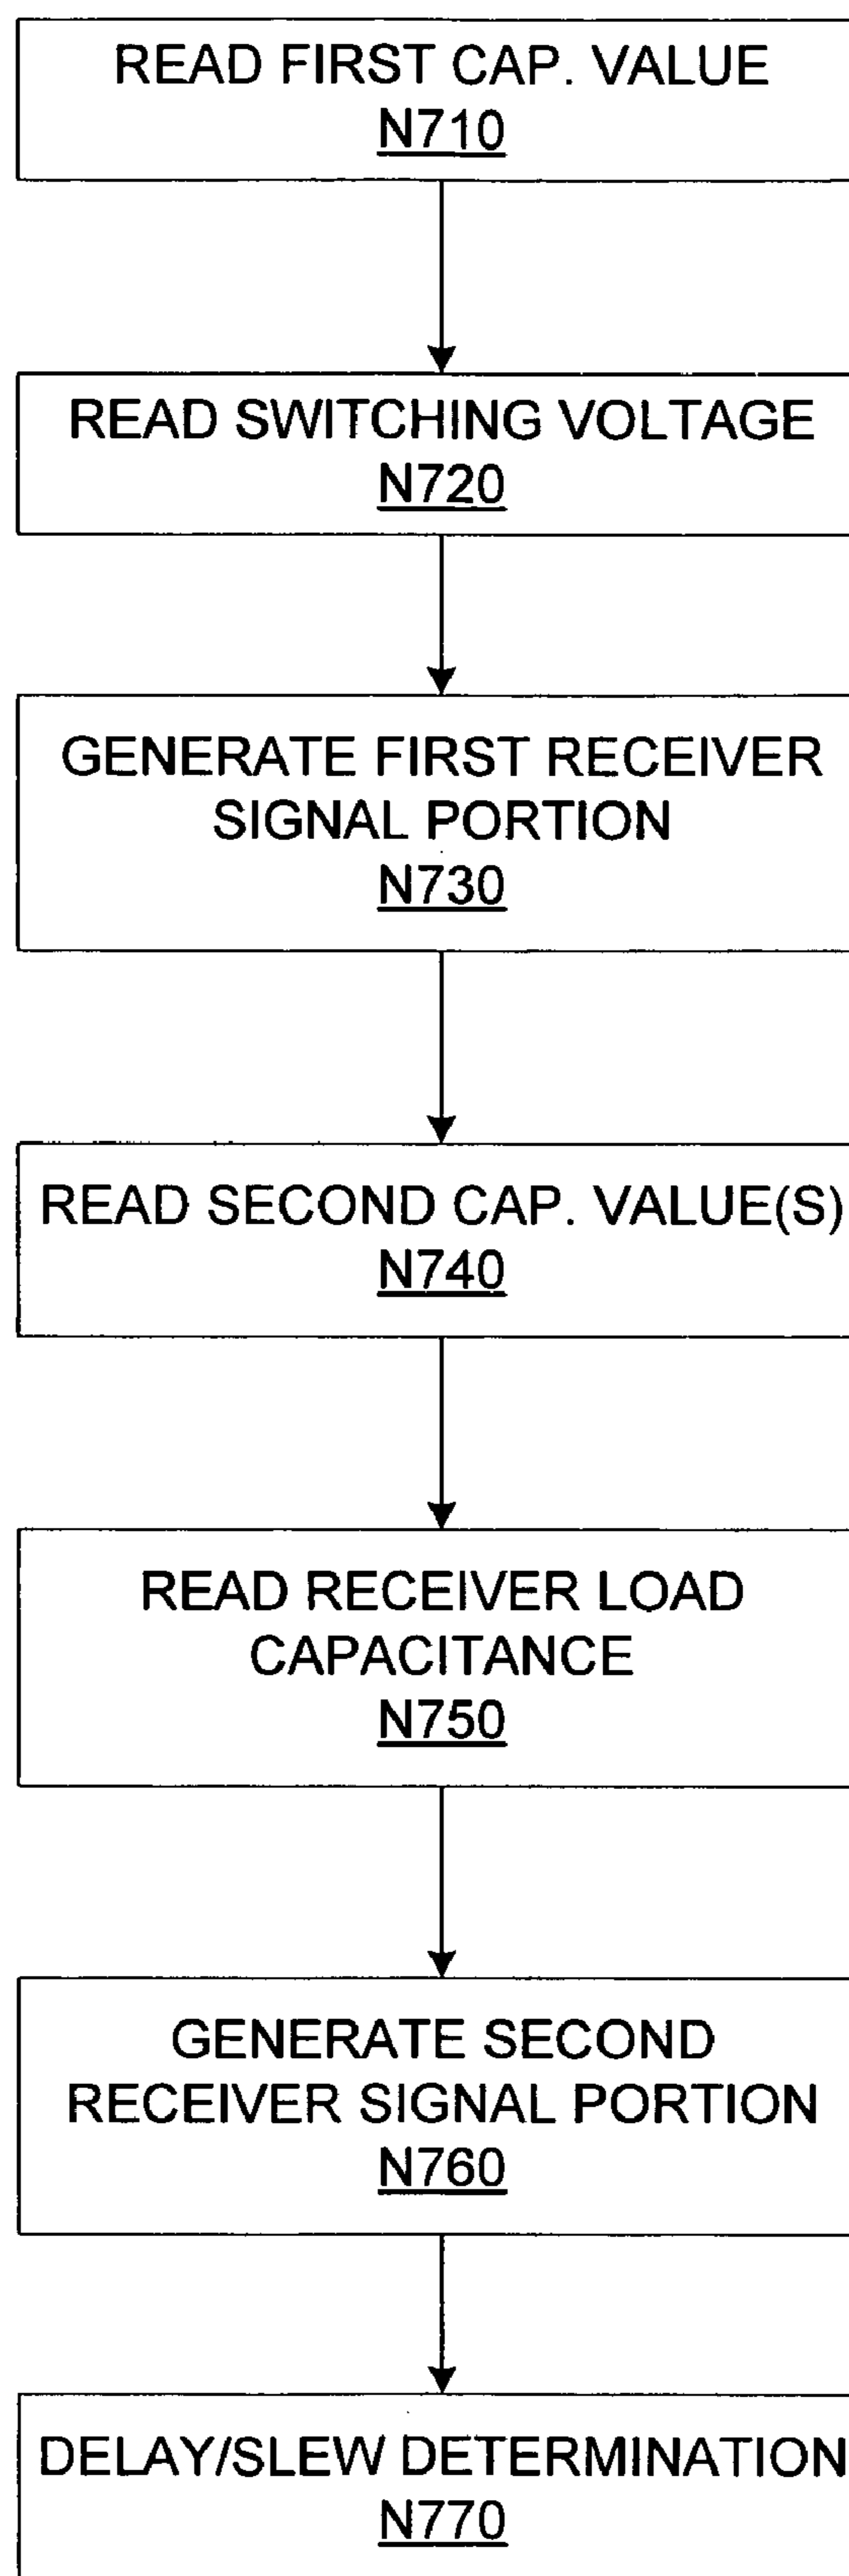 READ FIRST CAP. VALUE
N710
READ SWITCHING VOLTAGE
N720
GENERATE FIRST RECEIVER
SIGNAL PORTION
N730
READ SECOND CAP. VALUE(S)
N740
READ RECEIVER LOAD
CAPACITANCE
N750
GENERATE SECOND
RECEIVER SIGNAL PORTION
N760
DELAY/SLEW DETERMINATION
N770